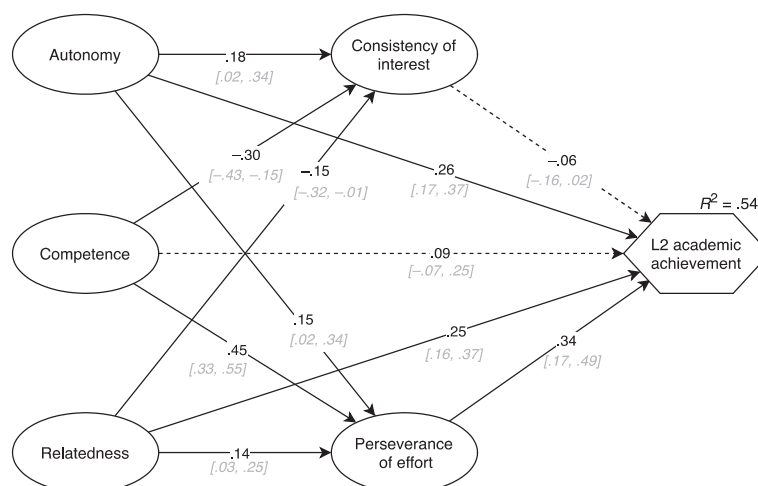 Autonomy
.18
[.02, .34]
Consistency of
interest
–.30
[–.43, –.15]
–.15
[–.32, –.01]
.26
[.17, .37]
–.06
[–.16, .02]
R² = .54
Competence
.09
[–.07, .25]
L2 academic
achievement
.15
[.02, .34]
.45
[.33, .55]
.25
[.16, .37]
.34
[.17, .49]
Relatedness
.14
[.03, .25]
Perseverance
of effort